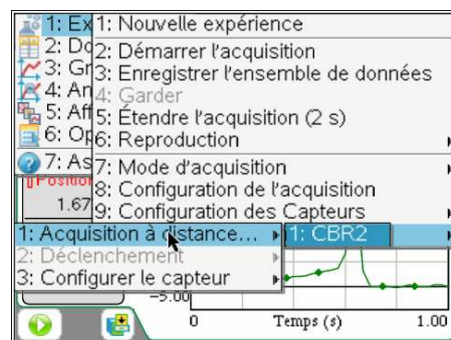 1: Ex
2: Do
3: Gr
4: An
5: Aff
6: Op
7: As
1: Nouvelle expérience
2: Démarrer l'acquisition
3: Enregistrer l'ensemble de données
4: Garder
5: Étendre l'acquisition (2 s)
6: Reproduction
7: Mode d'acquisition
8: Configuration de l'acquisition
9: Configuration des Capteurs
Position
1.67
1: Acquisition à distance...
1: CBR2
2: Déclenchement
3: Configurer le capteur
-5.00
0
Temps (s)
1.00